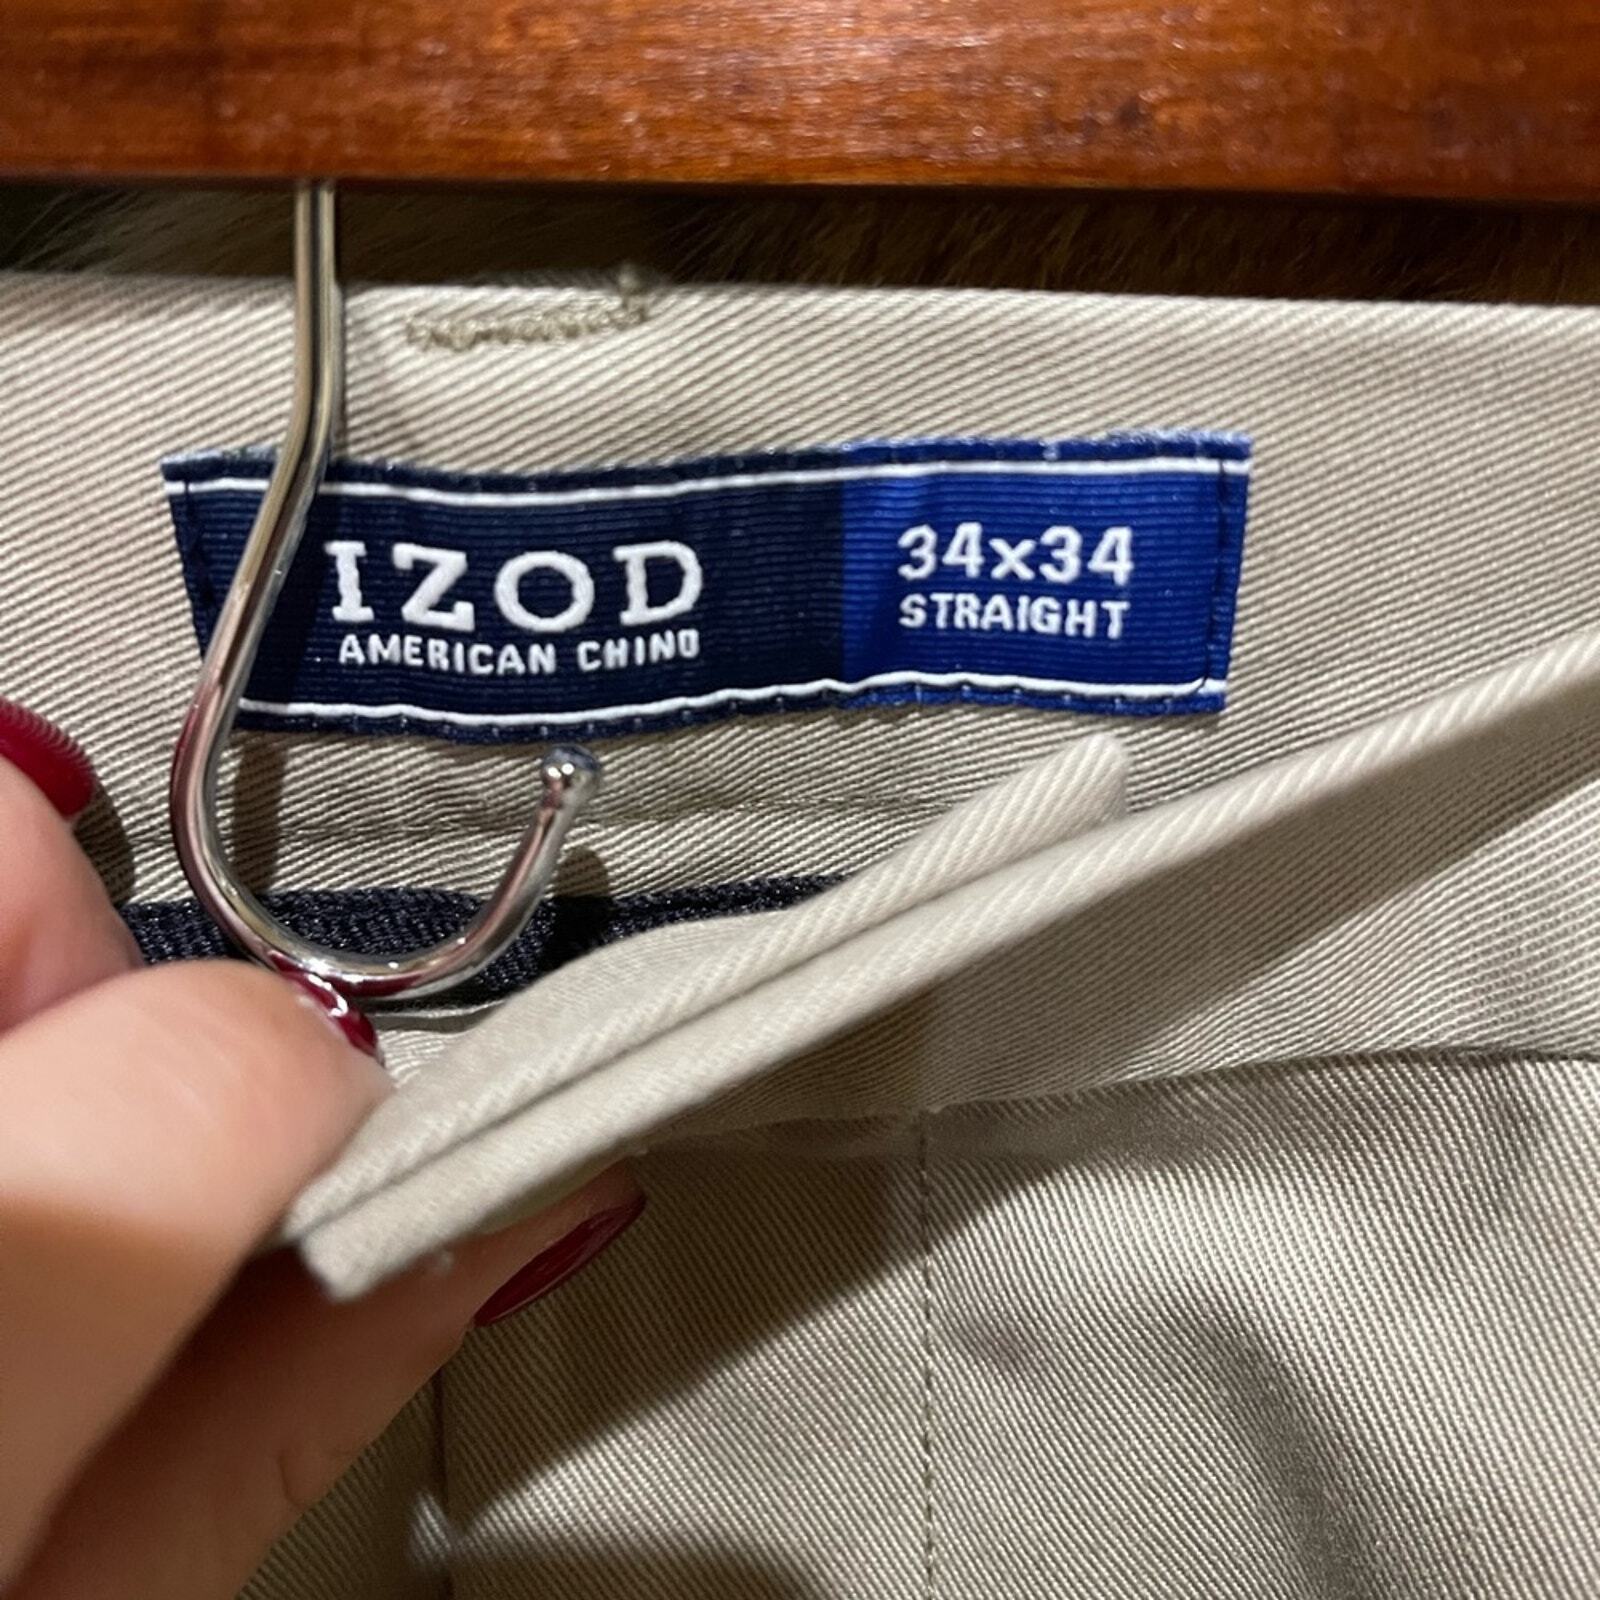 IZOD
AMERICAN CHINO
34x34
STRAIGHT